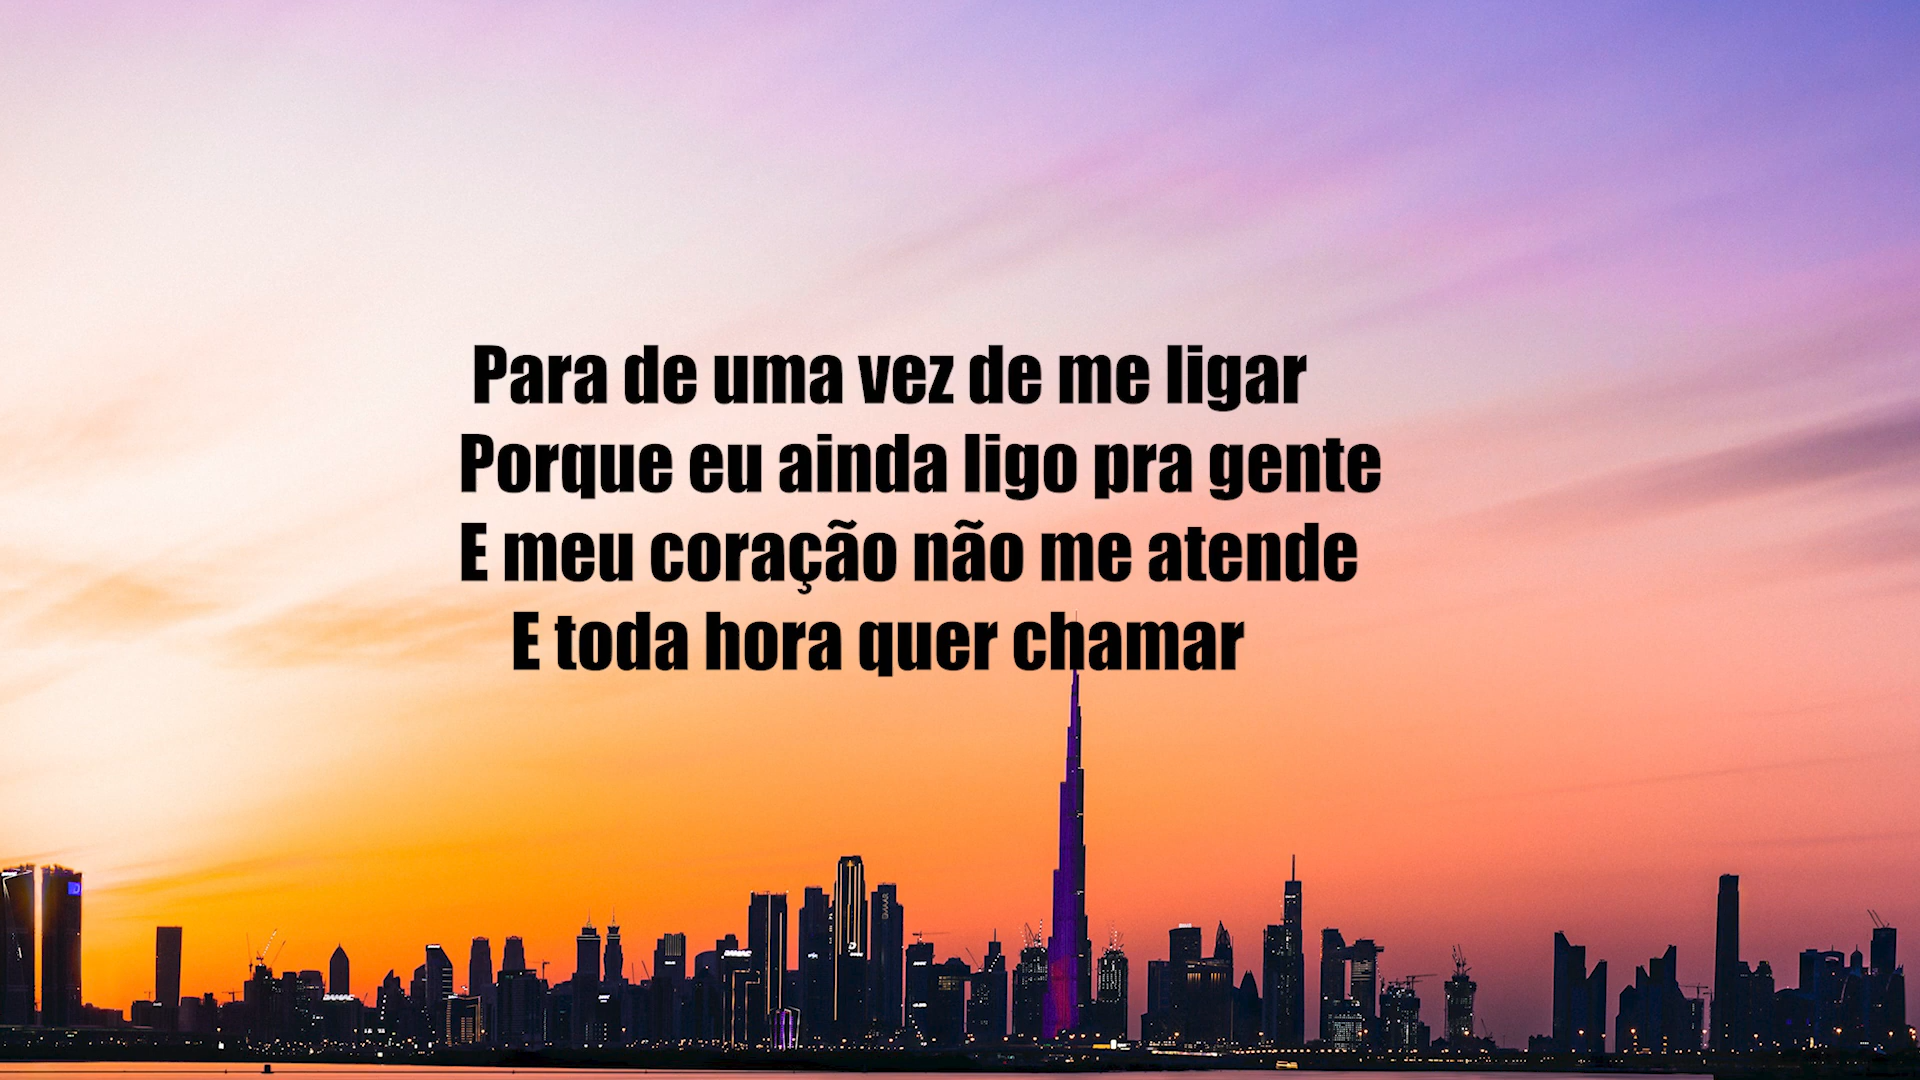 Para de uma vez de me ligar
Porque eu ainda ligo pra gente
E meu coração não me atende
E toda hora quer chamar
DAMAC